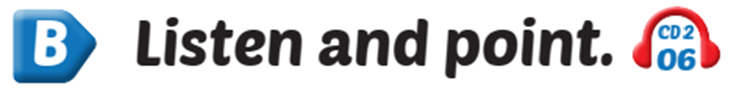 B Listen and point. CD 2
06